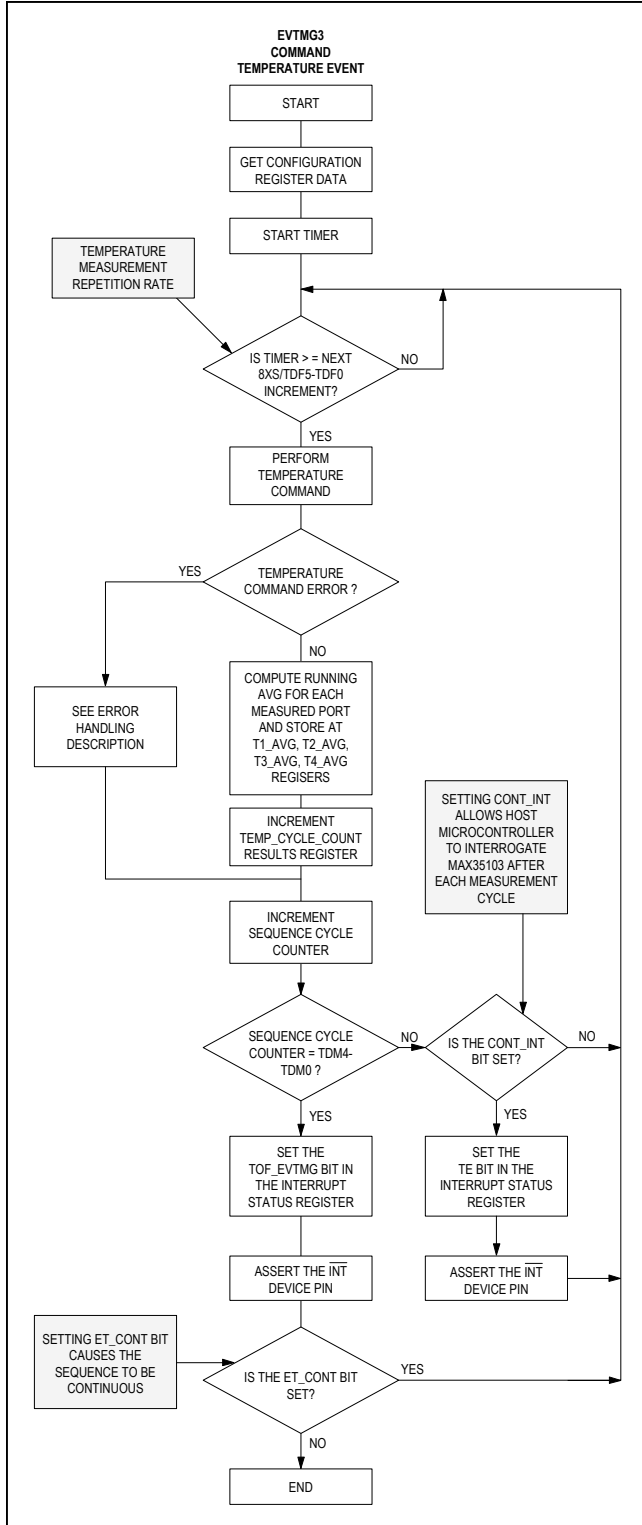 EVTMG3
COMMAND
TEMPERATURE EVENT
START
GET CONFIGURATION
REGISTER DATA
START TIMER
TEMPERATURE
MEASUREMENT
REPETITION RATE
IS TIMER > = NEXT
8XS/TDF5-TDF0
INCREMENT?
NO
YES
PERFORM
TEMPERATURE
COMMAND
YES
TEMPERATURE
COMMAND ERROR ?
NO
COMPUTE RUNNING
AVG FOR EACH
MEASURED PORT
AND STORE AT
T1_AVG, T2_AVG,
T3_AVG, T4_AVG
REGISERS
SEE ERROR
HANDLING
DESCRIPTION
INCREMENT
TEMP_CYCLE_COUNT
RESULTS REGISTER
SETTING CONT_INT
ALLOWS HOST
MICROCONTROLLER
TO INTERROGATE
MAX35103 AFTER
EACH MEASUREMENT
CYCLE
INCREMENT
SEQUENCE CYCLE
COUNTER
SEQUENCE CYCLE
COUNTER = TDM4-
TDM0 ?
NO
IS THE CONT_INT
BIT SET?
NO
YES
YES
SET THE
TOF_EVTMG BIT IN
THE INTERRUPT
STATUS REGISTER
SET THE
TE BIT IN THE
INTERRUPT STATUS
REGISTER
ASSERT THE INT
DEVICE PIN
ASSERT THE INT
DEVICE PIN
SETTING ET_CONT BIT
CAUSES THE
SEQUENCE TO BE
CONTINUOUS
IS THE ET_CONT BIT
SET?
YES
NO
END